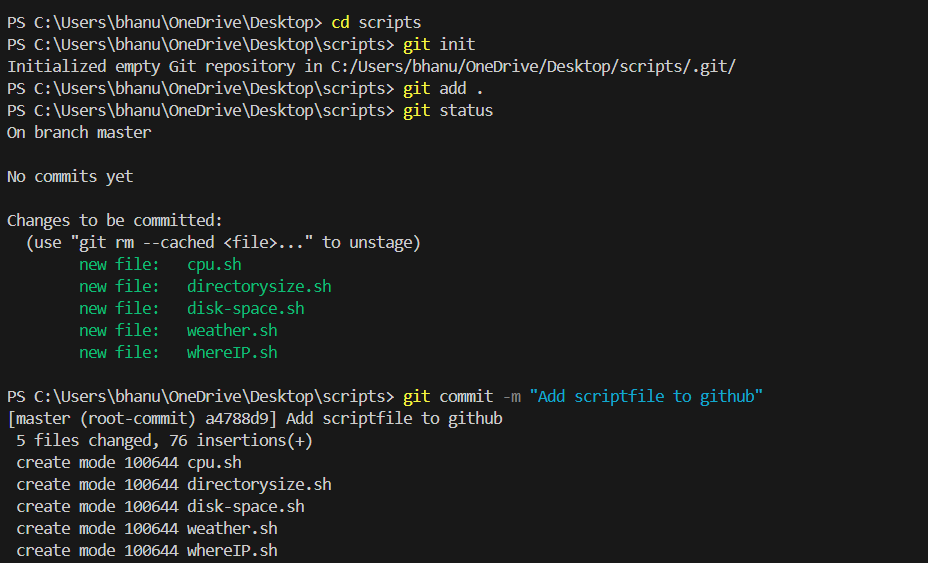 PS C:\Users\bhanu\OneDrive\Desktop> cd scripts
PS C:\Users\bhanu\OneDrive\Desktop\scripts> git init
Initialized empty Git repository in C:/Users/bhanu/OneDrive/Desktop/scripts/.git/
PS C:\Users\bhanu\OneDrive\Desktop\scripts> git add .
PS C:\Users\bhanu\OneDrive\Desktop\scripts> git status
On branch master
No commits yet
Changes to be committed:
(use "git rm --cached <file>..." to unstage)
new file: cpu.sh
new file: directorysize.sh
new file: disk-space.sh
new file: weather.sh
new file: whereIP.sh
PS C:\Users\bhanu\OneDrive\Desktop\scripts> git commit -m "Add scriptfile to github"
[master (root-commit) a4788d9] Add scriptfile to github
5 files changed, 76 insertions(+)
create mode 100644 cpu.sh
create mode 100644 directorysize.sh
create mode 100644 disk-space.sh
create mode 100644 weather.sh
create mode 100644 whereIP.sh